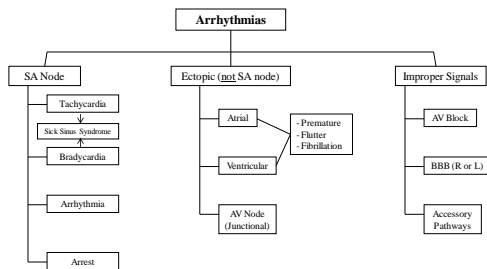 Arrhythmias
SA Node
Tachycardia
Sick Sinus Syndrome
Bradycardia
Arrhythmia
Arrest
Ectopic (not SA node)
Atrial
Ventricular
- Premature
- Flutter
- Fibrillation
AV Node
(Junctional)
Improper Signals
AV Block
BBB (R or L)
Accessory
Pathways